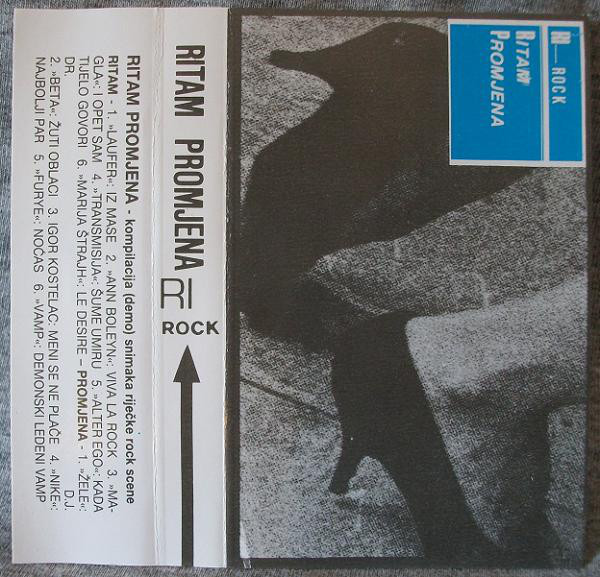 RI—ROCK
RITAM
PROMJENA
RITAM PROMJENA RI
ROCK
RITAM PROMJENA - kompilacija (demo) snimaka riječke rock scene
RITAM - 1. »LAUFER«: IZ MASE 2. »ANN BOLEYN«: VIVA LA ROCK 3. »MA-
GLA«: I OPET SAM 4. »TRANSMISIJA«: ŠUME UMIRU 5. »ALTER EGO«: KADA
TIJELO GOVORI 6. »MARIJA ŠTRAJH«: LE DESIRE – PROMJENA - 1. »ŽELE«:
DR. D.J.
2. »BETA«: ŽUTI OBLACI 3. IGOR KOSTELAC: MENI SE NE PLAČE 4. »NIKE«:
NAJBOLJI PAR 5. »FURYE«: NOĆAS 6. »VAMP«: DEMONSKI LEDENI VAMP